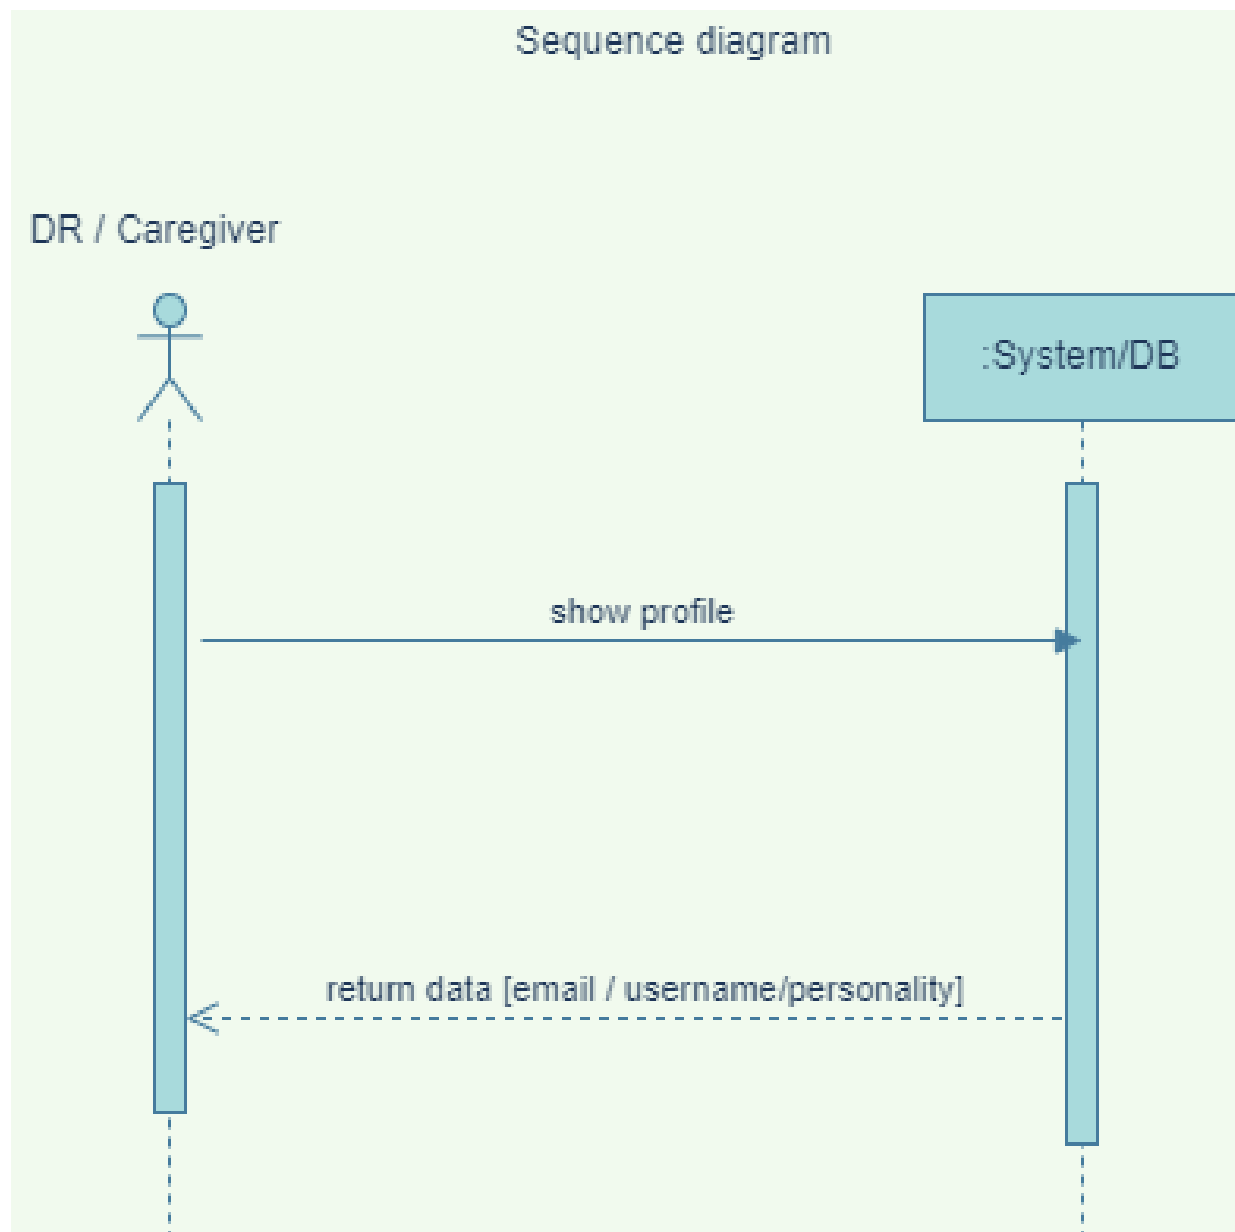 Sequence diagram
DR / Caregiver
:System/DB
show profile
return data [email / username/personality]